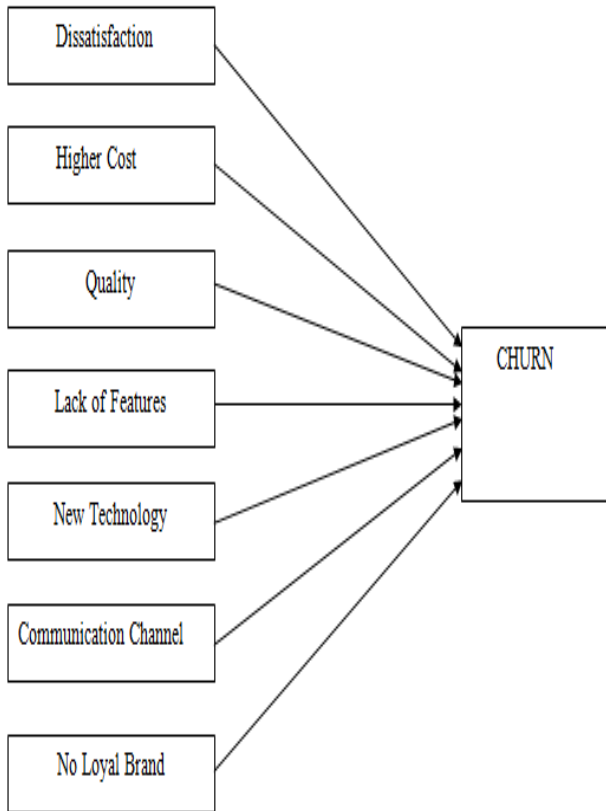 Dissatisfaction
Higher Cost
Quality
CHURN
Lack of Features
New Technology
Communication Channel
No Loyal Brand